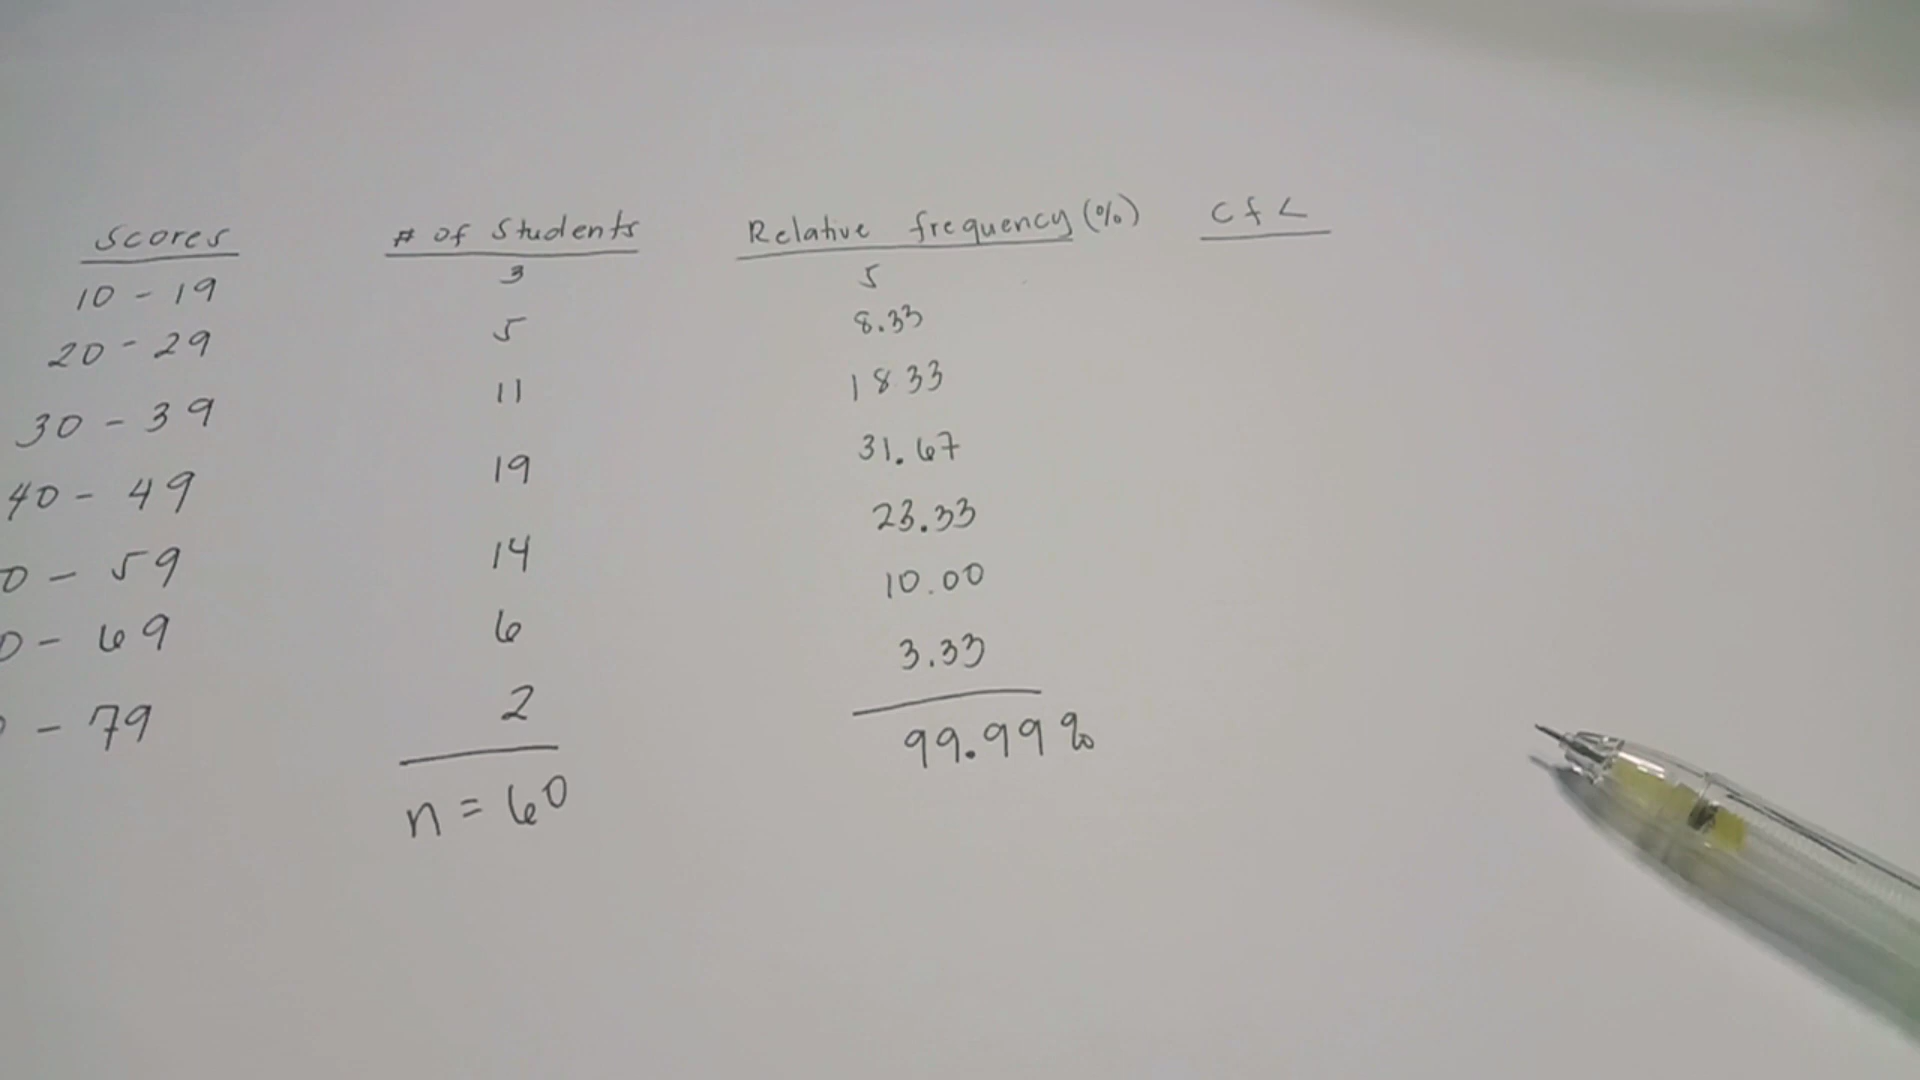 Scores # of Students Relative frequency (%) cf <
10 - 19 3 5
20 - 29 5 8.33
30 - 39 11 18 33
40 - 49 19 31.67
0 - 59 14 23.33
0 - 69 6 10.00
- 79 2 3.33
n = 60 99.99%